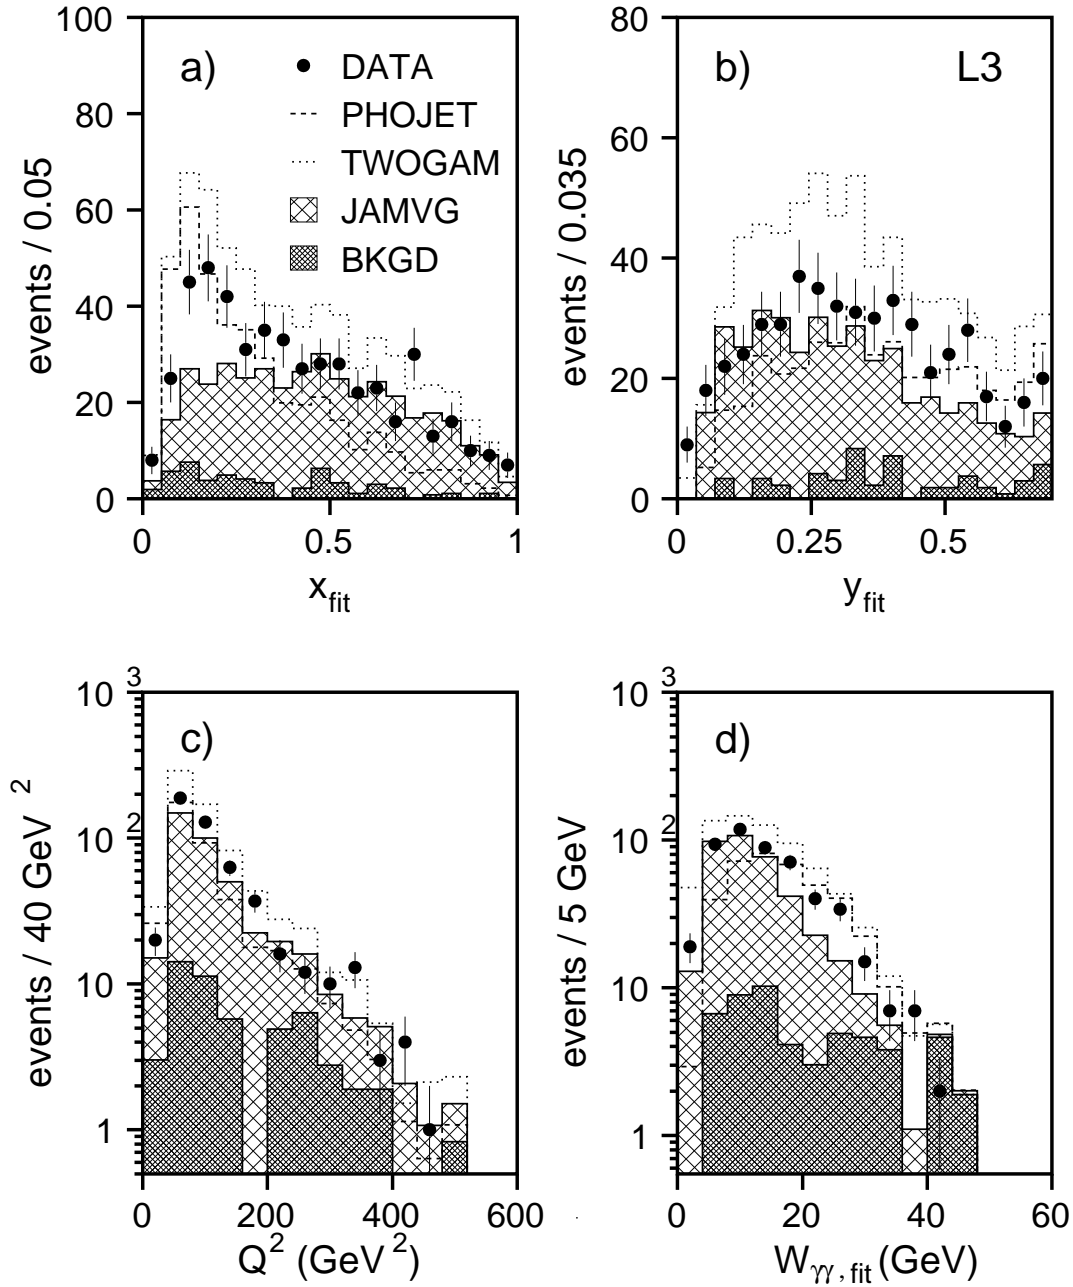 a)
DATA
PHOJET
TWOGAM
JAMVG
BKGD
events / 0.05
100
80
60
40
20
0
0
0.5
1
x_fit
b)
L3
events / 0.035
80
60
40
20
0
0
0.25
0.5
y_fit
c)
events / 40 GeV ²
10 ³
10 ²
10
1
0
200
400
600
Q² (GeV²)
d)
events / 5 GeV
10 ³
10 ²
10
1
0
20
40
60
W_γγ,fit (GeV)